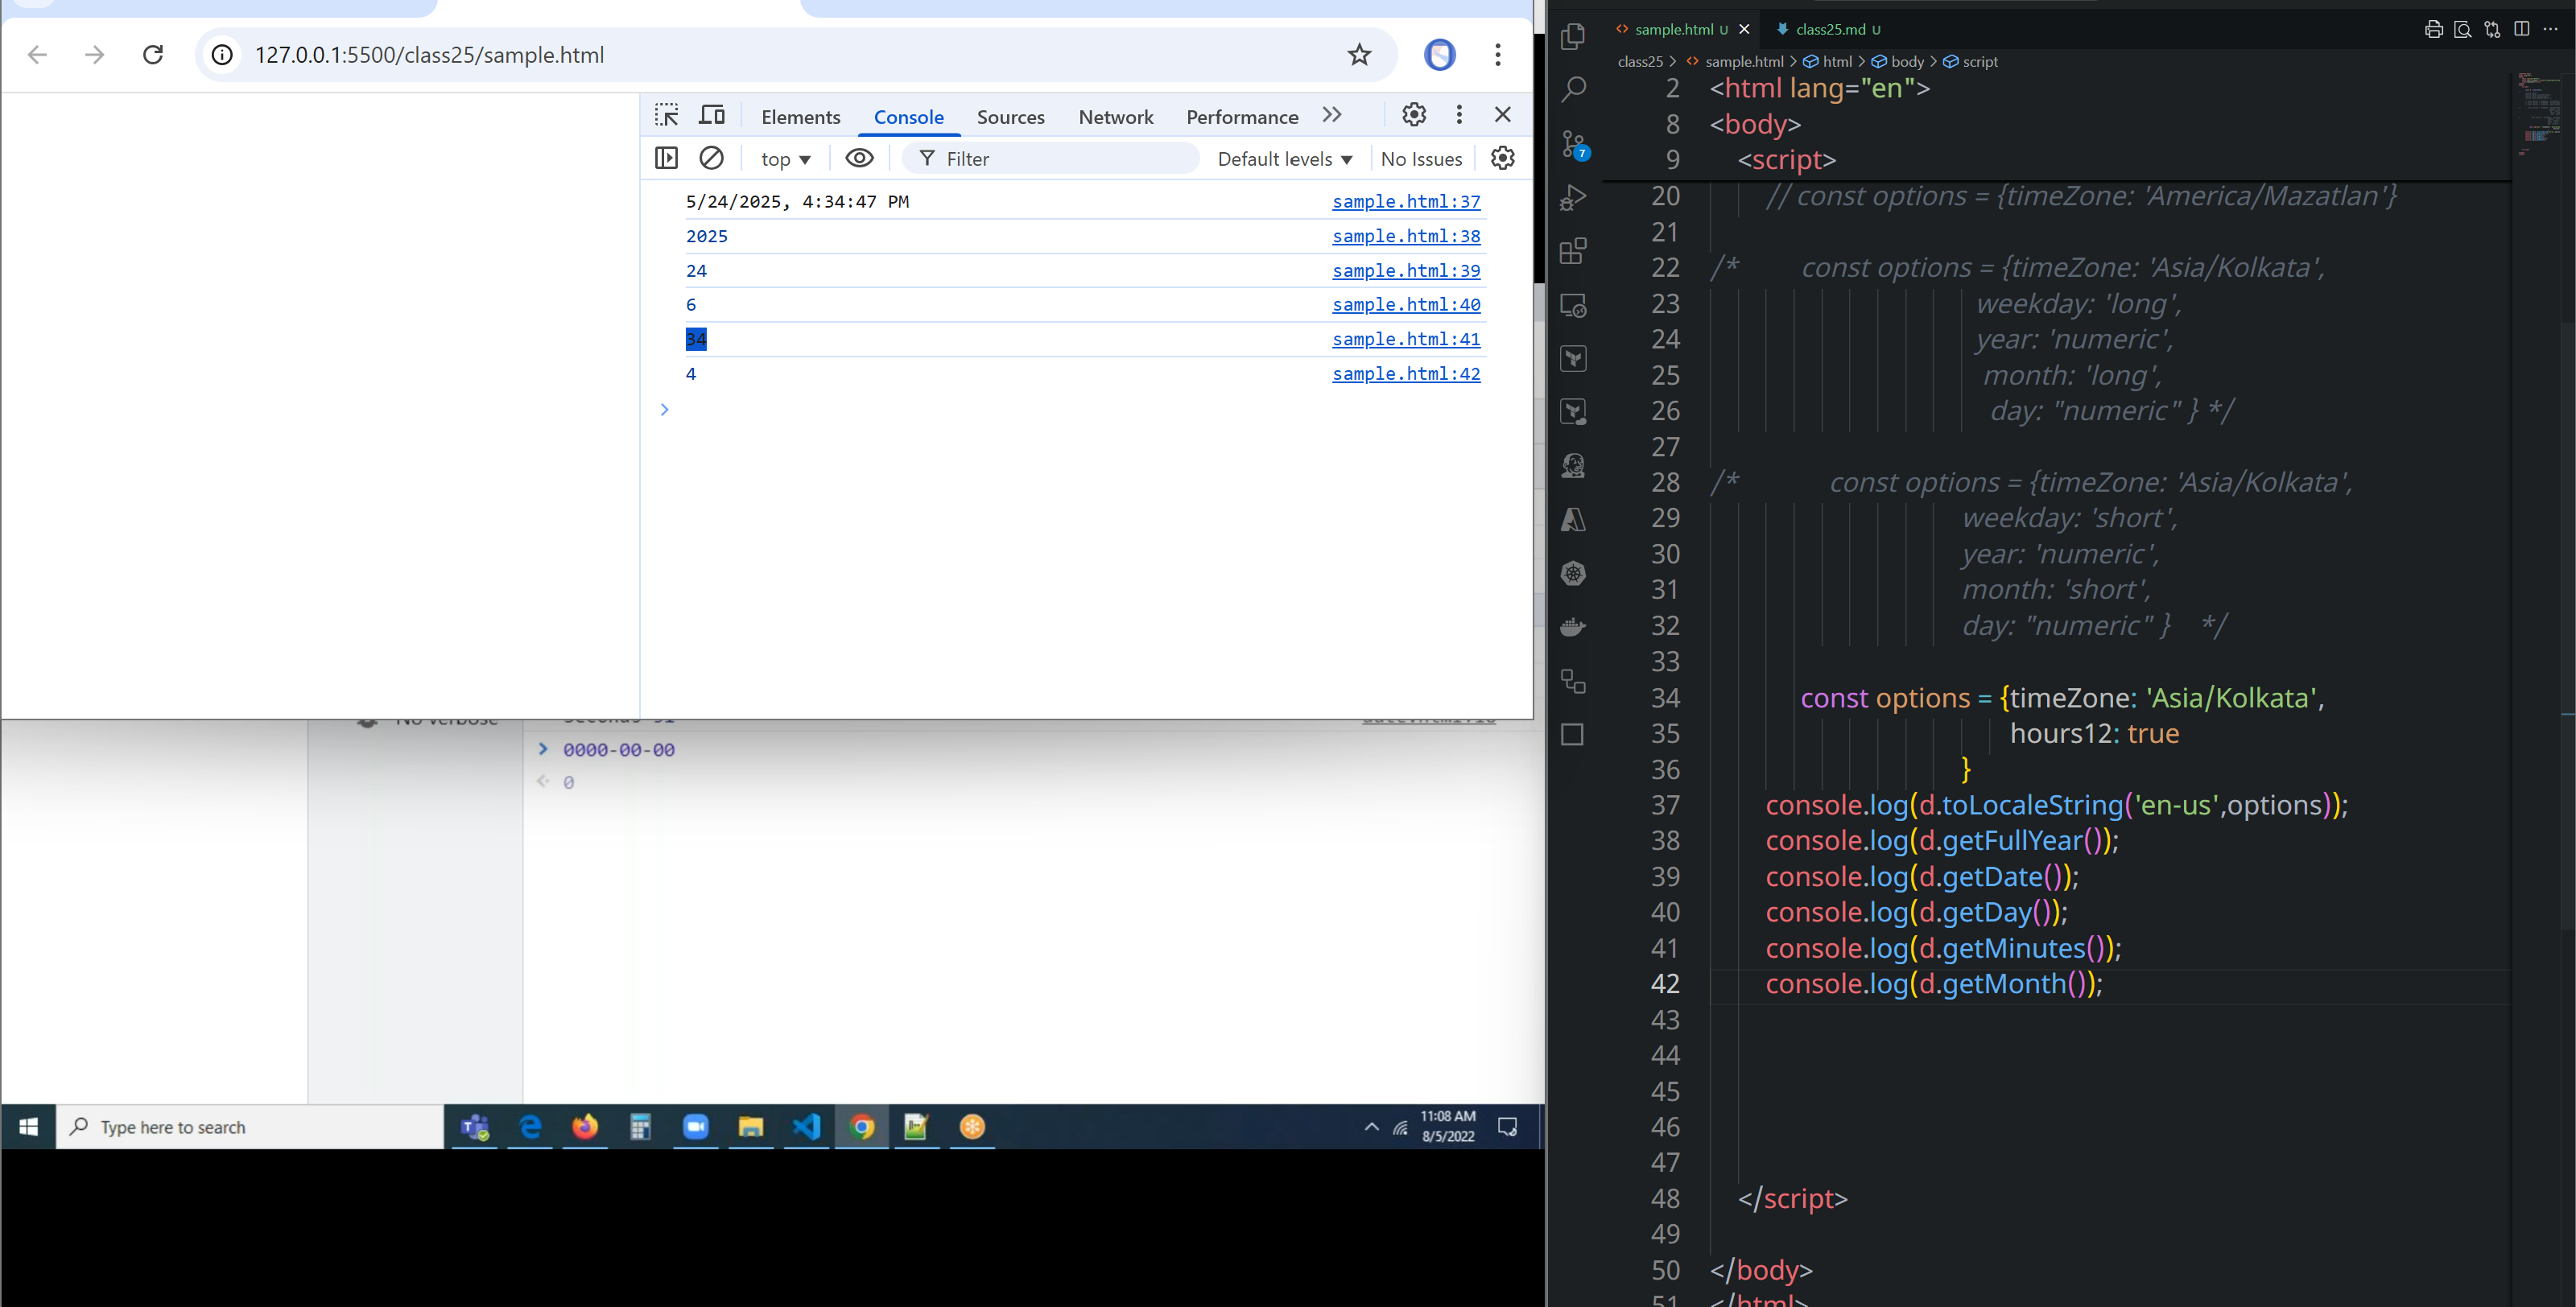 127.0.0.1:5500/class25/sample.html
Elements Console Sources Network Performance
top Filter Default levels No Issues
5/24/2025, 4:34:47 PM sample.html:37
2025 sample.html:38
24 sample.html:39
6 sample.html:40
34 sample.html:41
4 sample.html:42
No verbose
0000-00-00
0
Type here to search
11:08 AM
8/5/2022
sample.html U class25.md U
class25 > sample.html > html > body > script
7
2 <html lang="en">
8 <body>
9 <script>
20 // const options = {timeZone: 'America/Mazatlan'}
21
22 /* const options = {timeZone: 'Asia/Kolkata',
23 weekday: 'long',
24 year: 'numeric',
25 month: 'long',
26 day: "numeric" } */
27
28 /* const options = {timeZone: 'Asia/Kolkata',
29 weekday: 'short',
30 year: 'numeric',
31 month: 'short',
32 day: "numeric" } */
33
34 const options = {timeZone: 'Asia/Kolkata',
35 hours12: true
36 }
37 console.log(d.toLocaleString('en-us',options));
38 console.log(d.getFullYear());
39 console.log(d.getDate());
40 console.log(d.getDay());
41 console.log(d.getMinutes());
42 console.log(d.getMonth());
43
44
45
46
47
48 </script>
49
50 </body>
51 </html>